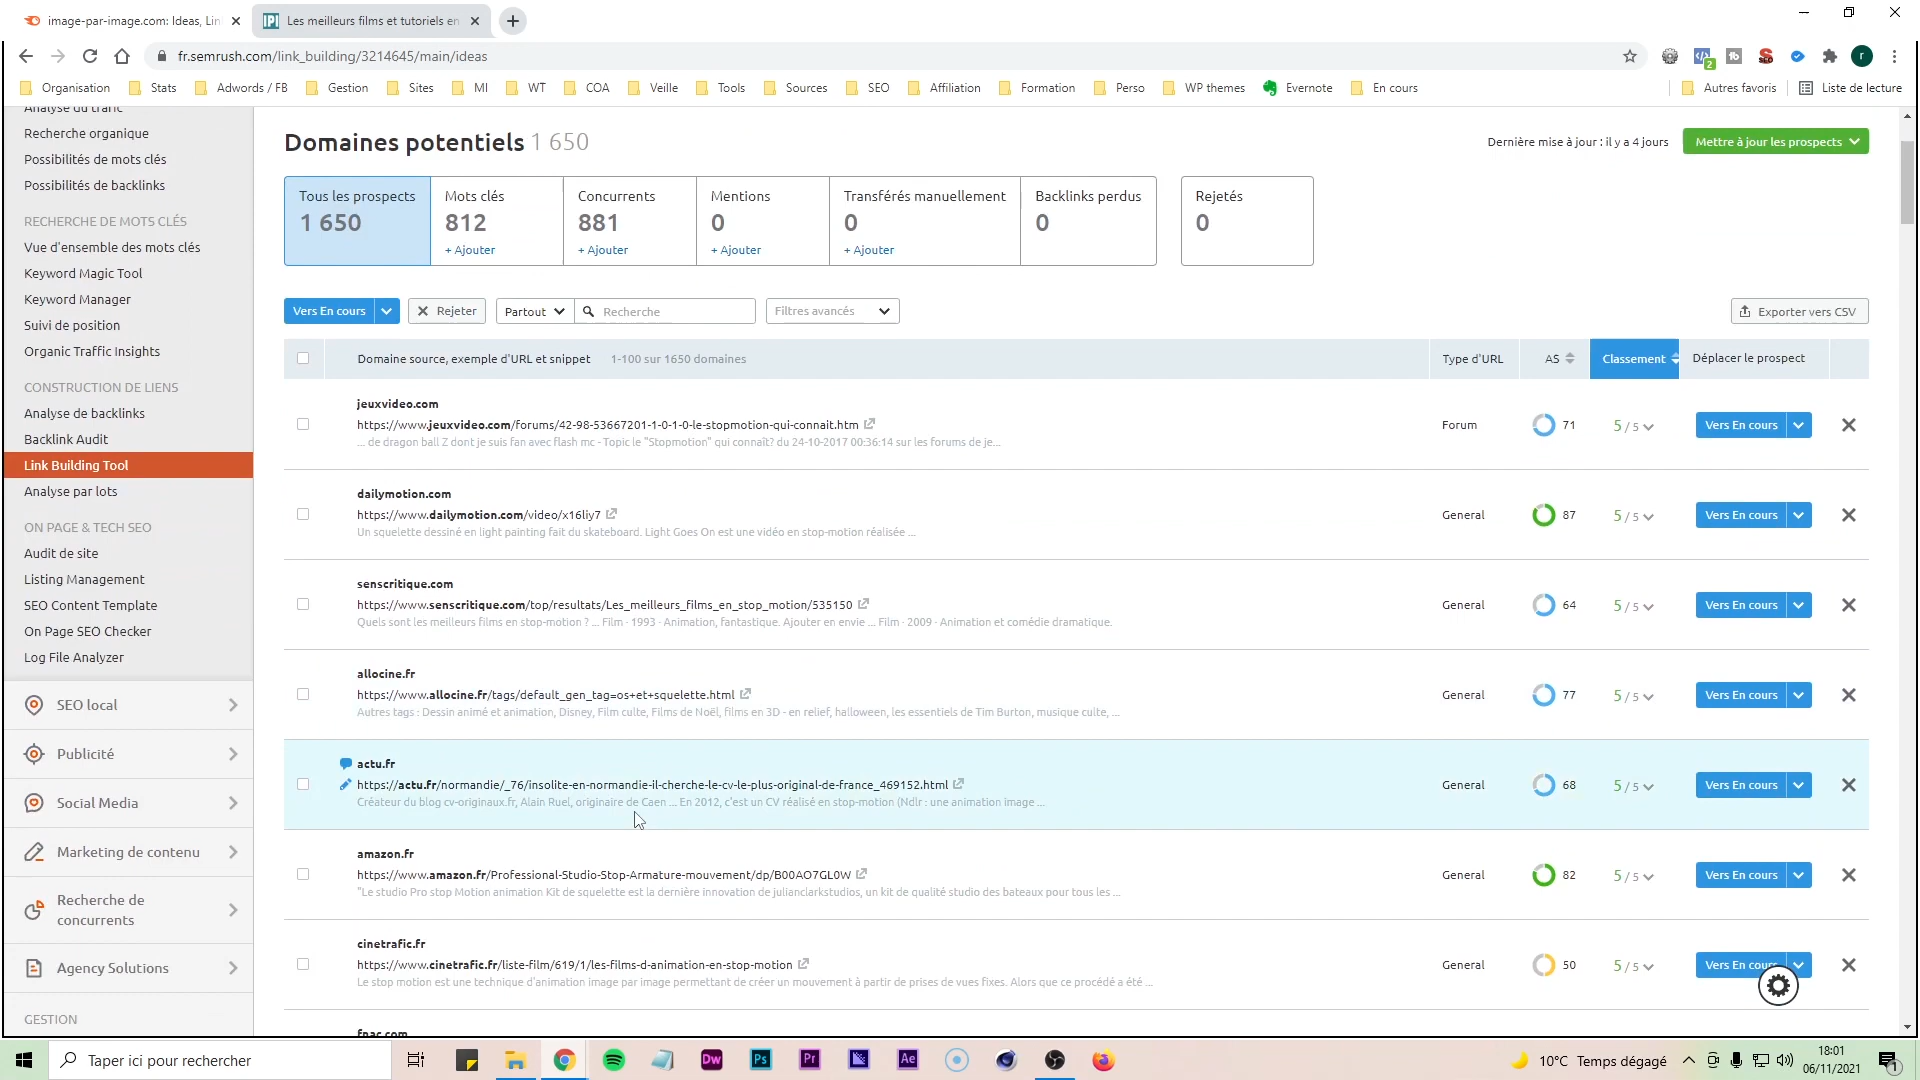 image-par-image.com: Ideas, Lin
Les meilleurs films et tutoriels en
fr.semrush.com/link_building/3214645/main/ideas
Organisation
Stats
Adwords / FB
Gestion
Sites
MI
WT
COA
Veille
Tools
Sources
SEO
Affiliation
Formation
Perso
WP themes
Evernote
En cours
Autres favoris
Liste de lecture
Analyse du trafic
Recherche organique
Possibilités de mots clés
Possibilités de backlinks
RECHERCHE DE MOTS CLÉS
Vue d'ensemble des mots clés
Keyword Magic Tool
Keyword Manager
Suivi de position
Organic Traffic Insights
CONSTRUCTION DE LIENS
Analyse de backlinks
Backlink Audit
Link Building Tool
Analyse par lots
ON PAGE & TECH SEO
Audit de site
Listing Management
SEO Content Template
On Page SEO Checker
Log File Analyzer
SEO local
Publicité
Social Media
Marketing de contenu
Recherche de
concurrents
Agency Solutions
GESTION
Domaines potentiels 1 650
Dernière mise à jour : il y a 4 jours
Mettre à jour les prospects
Tous les prospects
1 650
Mots clés
812
+ Ajouter
Concurrents
881
+ Ajouter
Mentions
0
+ Ajouter
Transférés manuellement
0
+ Ajouter
Backlinks perdus
0
Rejetés
0
Vers En cours
Rejeter
Partout
Recherche
Filtres avancés
Exporter vers CSV
Domaine source, exemple d'URL et snippet 1-100 sur 1650 domaines
Type d'URL
AS
Classement
Déplacer le prospect
jeuxvideo.com
https://www.jeuxvideo.com/forums/42-98-53667201-1-0-1-0-le-stopmotion-qui-connait.htm
... de dragon ball Z dont je suis fan avec flash mc - Topic le "Stopmotion" qui connaît? du 24-10-2017 00:36:14 sur les forums de je...
Forum
71
5 / 5
Vers En cours
dailymotion.com
https://www.dailymotion.com/video/x16liy7
Un squelette dessiné en light painting fait du skateboard. Light Goes On est une vidéo en stop-motion réalisée ...
General
87
5 / 5
Vers En cours
senscritique.com
https://www.senscritique.com/top/resultats/Les_meilleurs_films_en_stop_motion/535150
Quels sont les meilleurs films en stop-motion ? ... Film · 1993 · Animation, fantastique. Ajouter en envie ... Film · 2009 · Animation et comédie dramatique.
General
64
5 / 5
Vers En cours
allocine.fr
https://www.allocine.fr/tags/default_gen_tag=os+et+squelette.html
Autres tags : Dessin animé et animation, Disney, Film culte, Films de Noël, films en 3D - en relief, halloween, les essentiels de Tim Burton, musique culte, ...
General
77
5 / 5
Vers En cours
actu.fr
https://actu.fr/normandie/_76/insolite-en-normandie-il-cherche-le-cv-le-plus-original-de-france_469152.html
Créateur du blog cv-originaux.fr, Alain Ruel, originaire de Caen ... En 2012, c'est un CV réalisé en stop-motion (Ndlr : une animation image ...
General
68
5 / 5
Vers En cours
amazon.fr
https://www.amazon.fr/Professional-Studio-Stop-Armature-mouvement/dp/B00AO7GL0W
"Le studio Pro stop Motion animation Kit de squelette est la dernière innovation de julianclarkstudios, un kit de qualité studio des bateaux pour tous les ...
General
82
5 / 5
Vers En cours
cinetrafic.fr
https://www.cinetrafic.fr/liste-film/619/1/les-films-d-animation-en-stop-motion
Le stop motion est une technique d'animation image par image permettant de créer un mouvement à partir de prises de vues fixes. Alors que ce procédé a été ...
General
50
5 / 5
Vers En cours
fnac.com
Taper ici pour rechercher
10°C Temps dégagé
18:01
06/11/2021